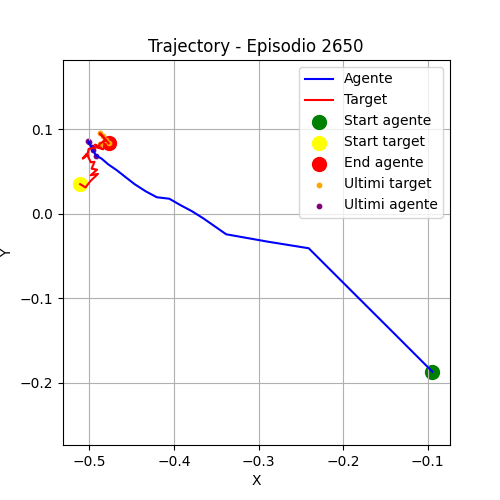 Trajectory - Episodio 2650
Agente
Target
Start agente
Start target
End agente
Ultimi target
Ultimi agente
0.1
0.0
−0.1
−0.2
Y
−0.5
−0.4
−0.3
−0.2
−0.1
X